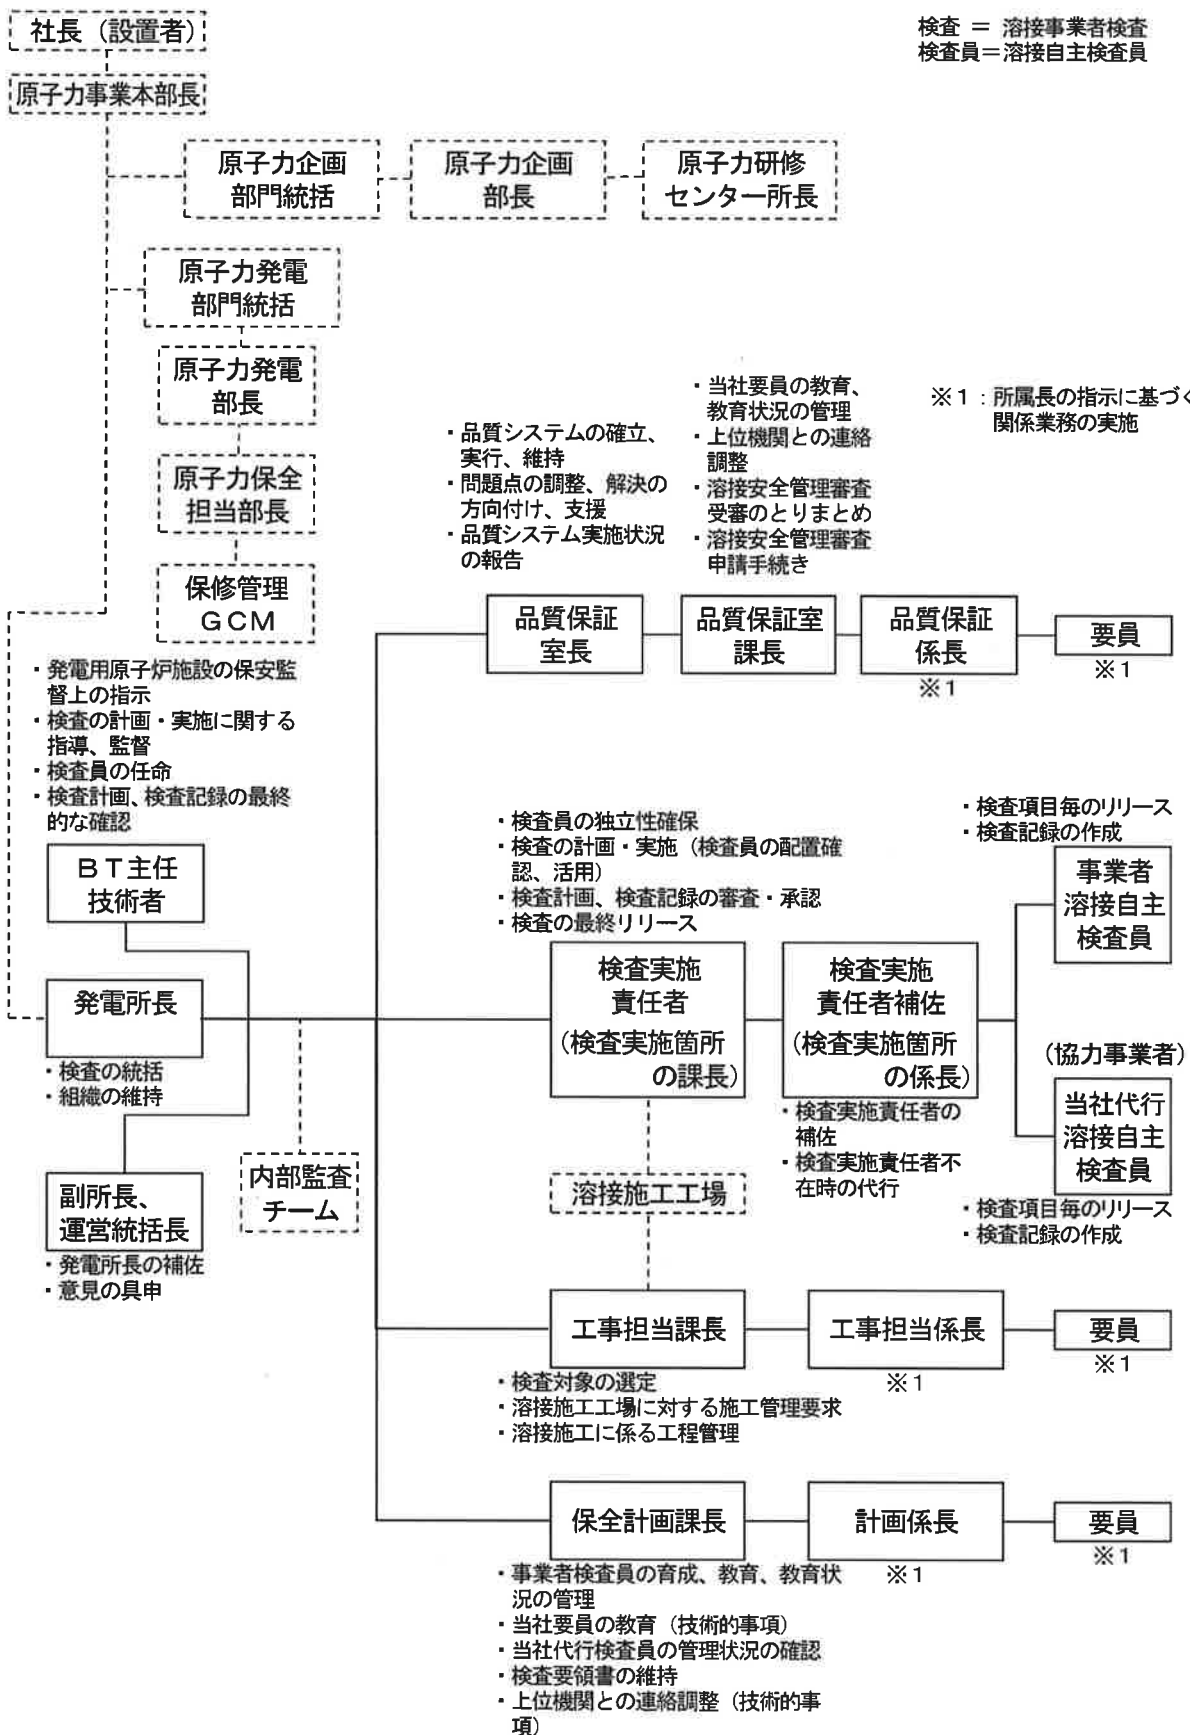 社長（設置者）
検査 ＝ 溶接事業者検査
検査員＝溶接自主検査員
原子力事業本部長
原子力企画
部門統括
原子力企画
部長
原子力研修
センター所長
原子力発電
部門統括
原子力発電
部長
原子力保全
担当部長
保修管理
ＧＣＭ
・品質システムの確立、
実行、維持
・問題点の調整、解決の
方向付け、支援
・品質システム実施状況
の報告
・当社要員の教育、
教育状況の管理
・上位機関との連絡
調整
・溶接安全管理審査
受審のとりまとめ
・溶接安全管理審査
申請手続き
※１：所属長の指示に基づく
関係業務の実施
品質保証
室長
品質保証室
課長
品質保証
係長
※１
要員
※１
・発電用原子炉施設の保安監
督上の指示
・検査の計画・実施に関する
指導、監督
・検査員の任命
・検査計画、検査記録の最終
的な確認
ＢＴ主任
技術者
発電所長
・検査の統括
・組織の維持
副所長、
運営統括長
・発電所長の補佐
・意見の具申
内部監査
チーム
・検査員の独立性確保
・検査の計画・実施（検査員の配置確
認、活用）
・検査計画、検査記録の審査・承認
・検査の最終リリース
検査実施
責任者
（検査実施箇所
の課長）
検査実施
責任者補佐
（検査実施箇所
の係長）
・検査実施責任者の
補佐
・検査実施責任者不
在時の代行
・検査項目毎のリリース
・検査記録の作成
事業者
溶接自主
検査員
（協力事業者）
当社代行
溶接自主
検査員
・検査項目毎のリリース
・検査記録の作成
溶接施工工場
工事担当課長
・検査対象の選定
・溶接施工工場に対する施工管理要求
・溶接施工に係る工程管理
工事担当係長
※１
要員
※１
保全計画課長
・事業者検査員の育成、教育、教育状
況の管理
・当社要員の教育（技術的事項）
・当社代行検査員の管理状況の確認
・検査要領書の維持
・上位機関との連絡調整（技術的事
項）
計画係長
※１
要員
※１